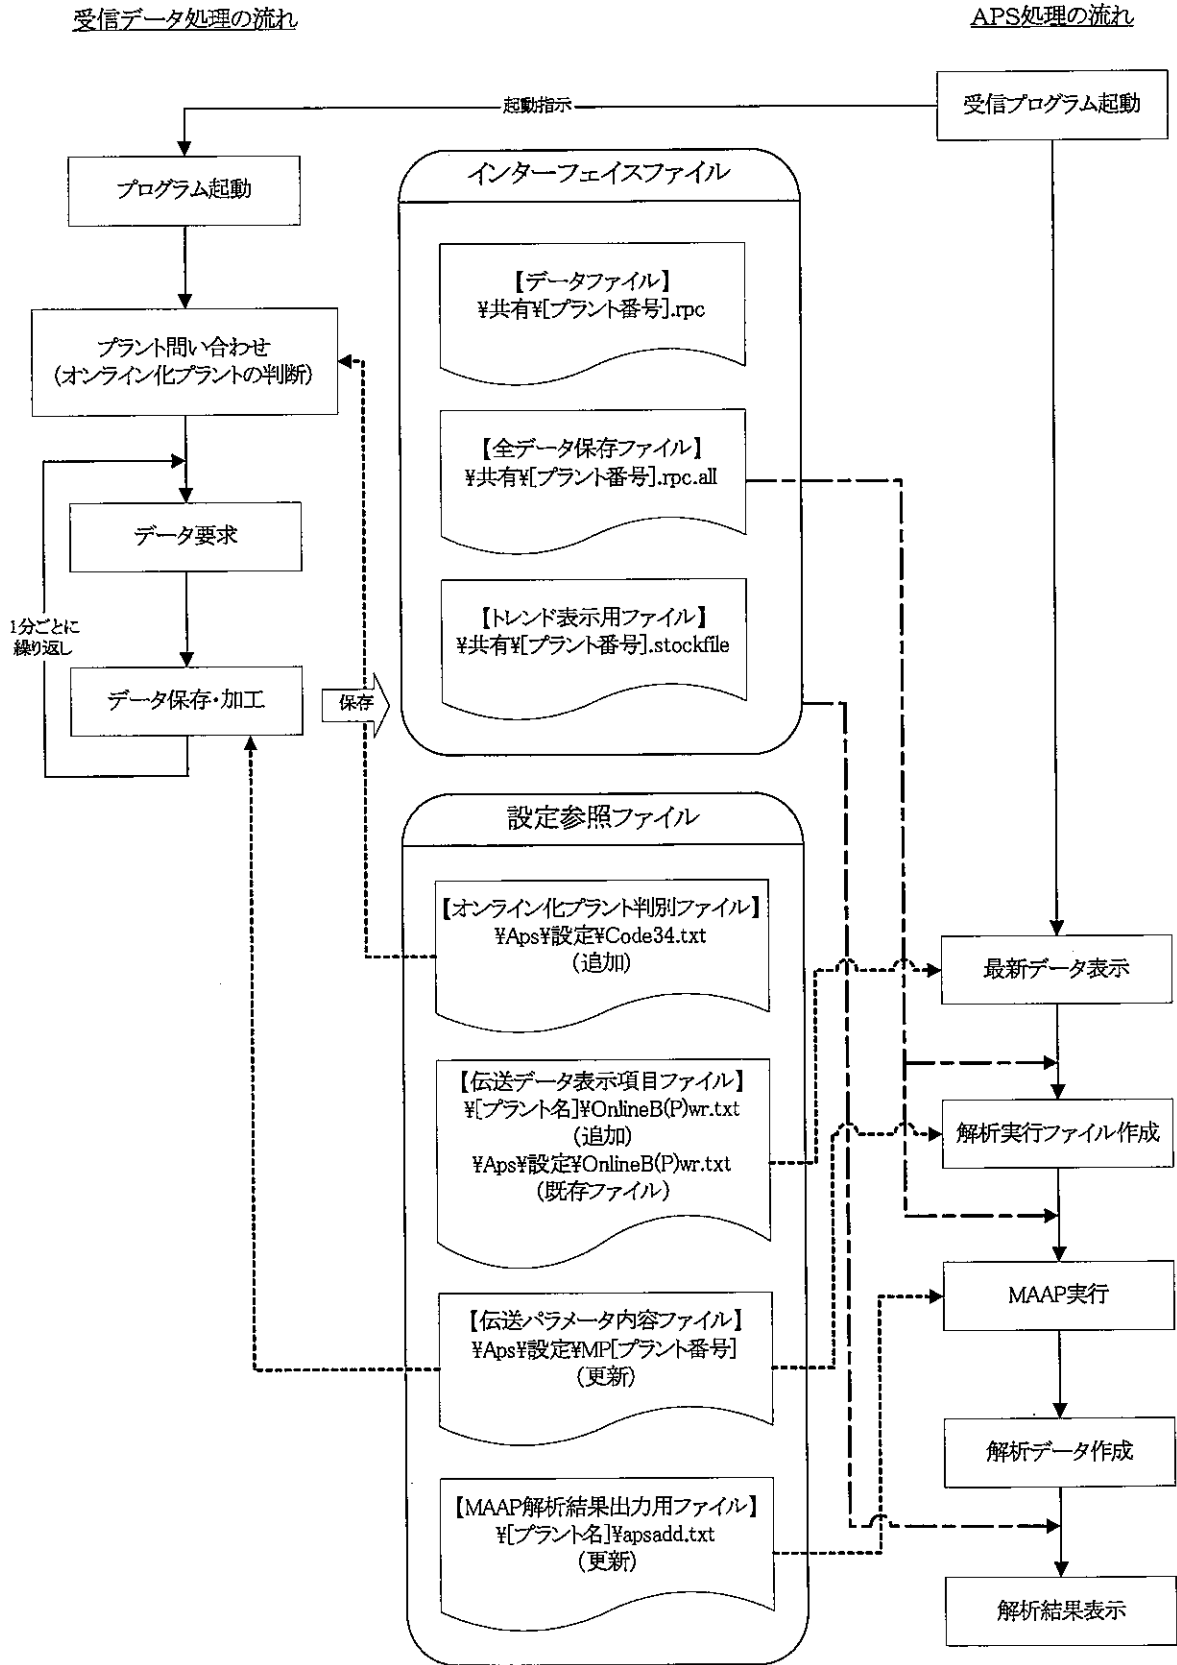 受信データ処理の流れ
APS処理の流れ
受信プログラム起動
起動指示
プログラム起動
プラント問い合わせ
(オンライン化プラントの判断)
データ要求
1分ごとに
繰り返し
データ保存・加工
保存
インターフェイスファイル
【データファイル】
¥共有¥[プラント番号].rpc
【全データ保存ファイル】
¥共有¥[プラント番号].rpc.all
【トレンド表示用ファイル】
¥共有¥[プラント番号].stockfile
設定参照ファイル
【オンライン化プラント判別ファイル】
¥Aps¥設定¥Code34.txt
(追加)
【伝送データ表示項目ファイル】
¥[プラント名]¥OnlineB(P)wr.txt
(追加)
¥Aps¥設定¥OnlineB(P)wr.txt
(既存ファイル)
【伝送パラメータ内容ファイル】
¥Aps¥設定¥MP[プラント番号]
(更新)
【MAAP解析結果出力用ファイル】
¥[プラント名]¥apsadd.txt
(更新)
最新データ表示
解析実行ファイル作成
MAAP実行
解析データ作成
解析結果表示